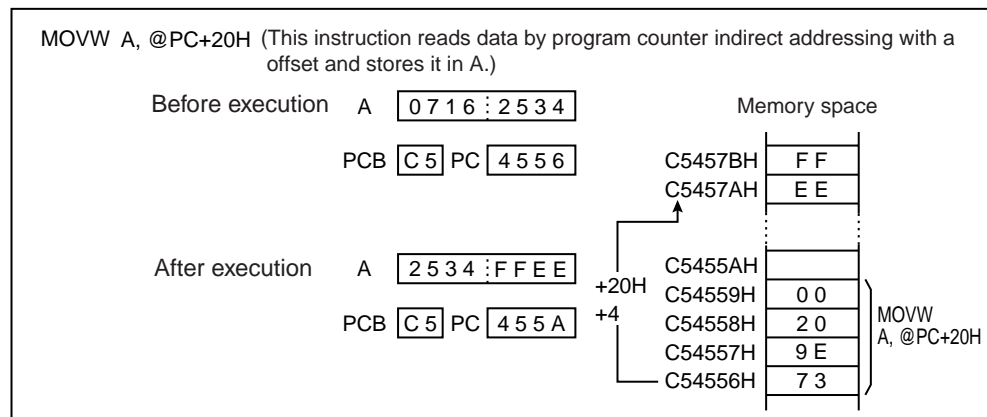 MOVW A, @PC+20H (This instruction reads data by program counter indirect addressing with a
offset and stores it in A.)
Before execution A 0716 2534 Memory space
PCB C5 PC 4556 C5457BH FF
C5457AH EE
After execution A 2534 FFEE C5455AH
+20H C54559H 00
PCB C5 PC 455A +4 C54558H 20 MOVW
C54557H 9E A, @PC+20H
C54556H 73